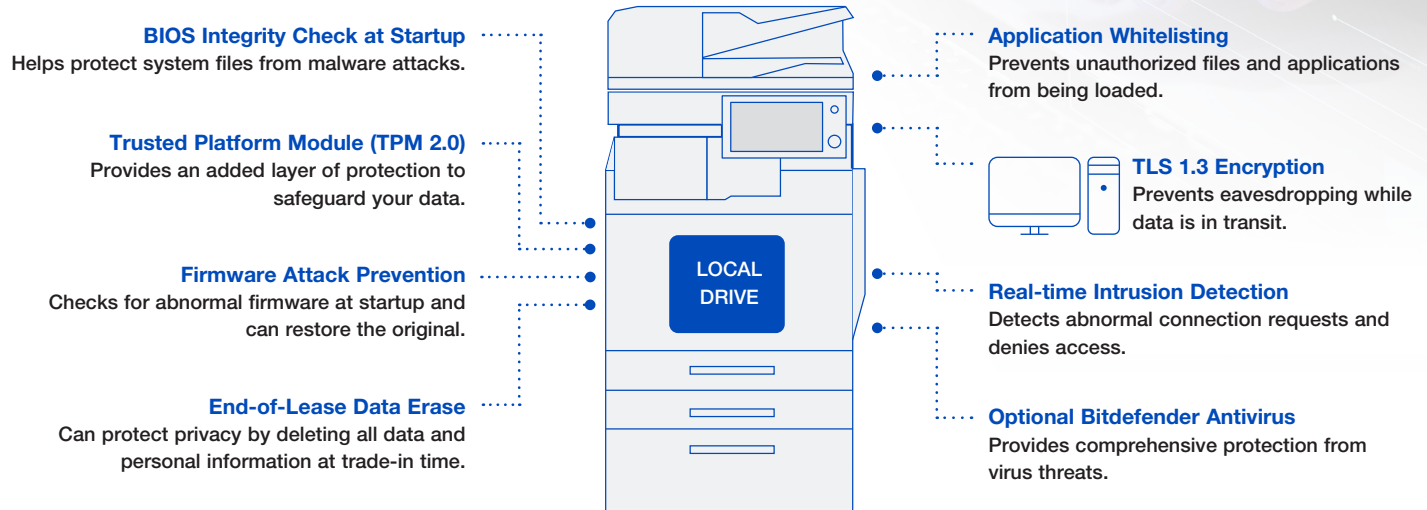 BIOS Integrity Check at Startup
Helps protect system files from malware attacks.
Trusted Platform Module (TPM 2.0)
Provides an added layer of protection to
safeguard your data.
Firmware Attack Prevention
Checks for abnormal firmware at startup and
can restore the original.
End-of-Lease Data Erase
Can protect privacy by deleting all data and
personal information at trade-in time.
LOCAL
DRIVE
Application Whitelisting
Prevents unauthorized files and applications
from being loaded.
TLS 1.3 Encryption
Prevents eavesdropping while
data is in transit.
Real-time Intrusion Detection
Detects abnormal connection requests and
denies access.
Optional Bitdefender Antivirus
Provides comprehensive protection from
virus threats.